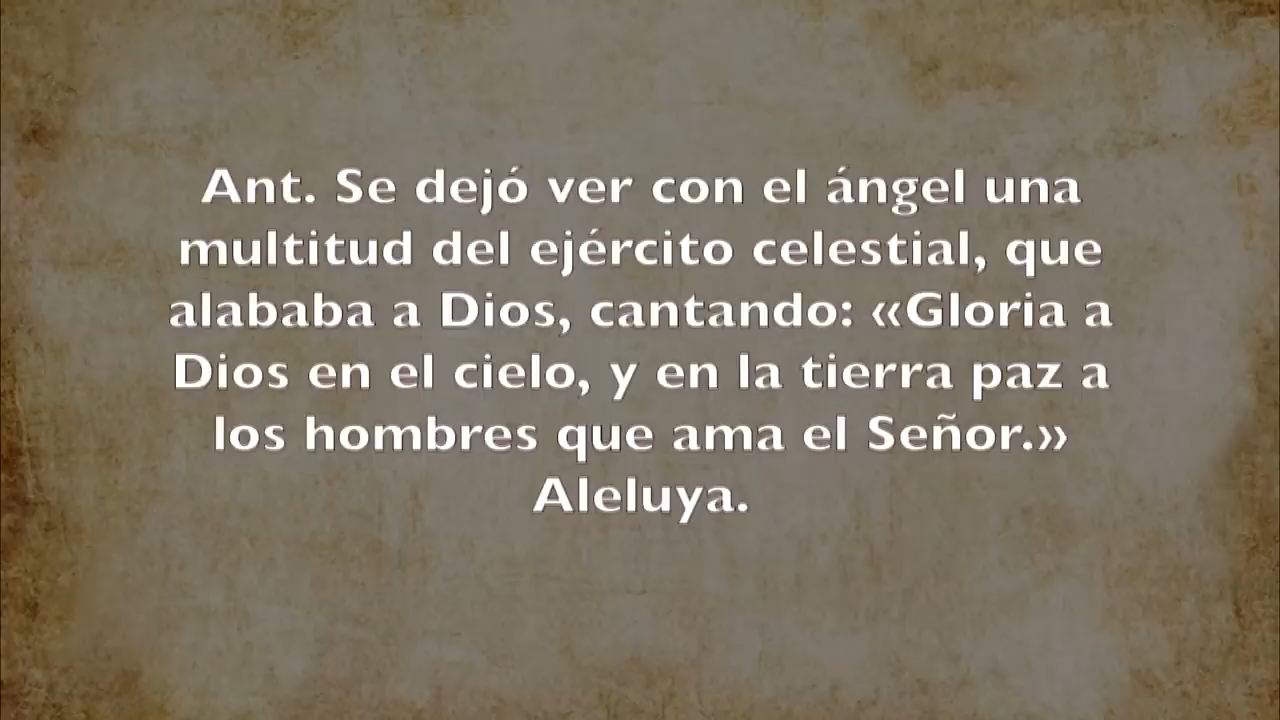 Ant. Se dejó ver con el ángel una
multitud del ejército celestial, que
alababa a Dios, cantando: «Gloria a
Dios en el cielo, y en la tierra paz a
los hombres que ama el Señor.»
Aleluya.